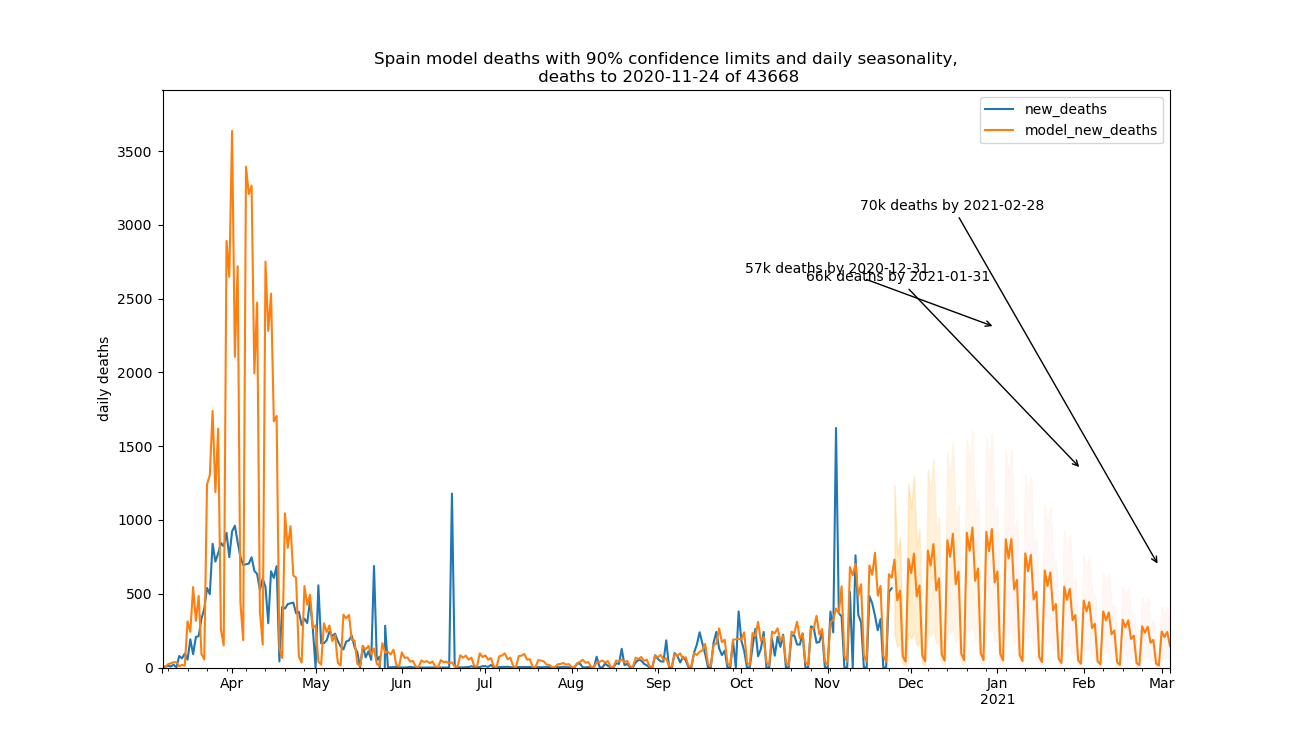 Spain model deaths with 90% confidence limits and daily seasonality,
deaths to 2020-11-24 of 43668
new_deaths
model_new_deaths
3500
3000
2500
2000
1500
1000
500
0
daily deaths
70k deaths by 2021-02-28
57k deaths by 2020-12-31
66k deaths by 2021-01-31
Apr May Jun Jul Aug Sep Oct Nov Dec Jan Feb Mar
2021